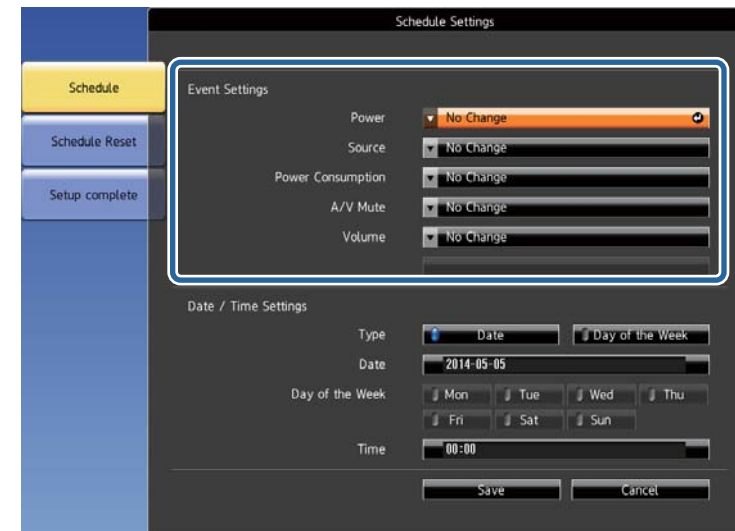 Schedule Settings
Schedule
Schedule Reset
Setup complete
Event Settings
Power No Change
Source No Change
Power Consumption No Change
A/V Mute No Change
Volume No Change
Date / Time Settings
Type Date Day of the Week
Date 2014-05-05
Day of the Week Mon Tue Wed Thu
Fri Sat Sun
Time 00:00
Save Cancel